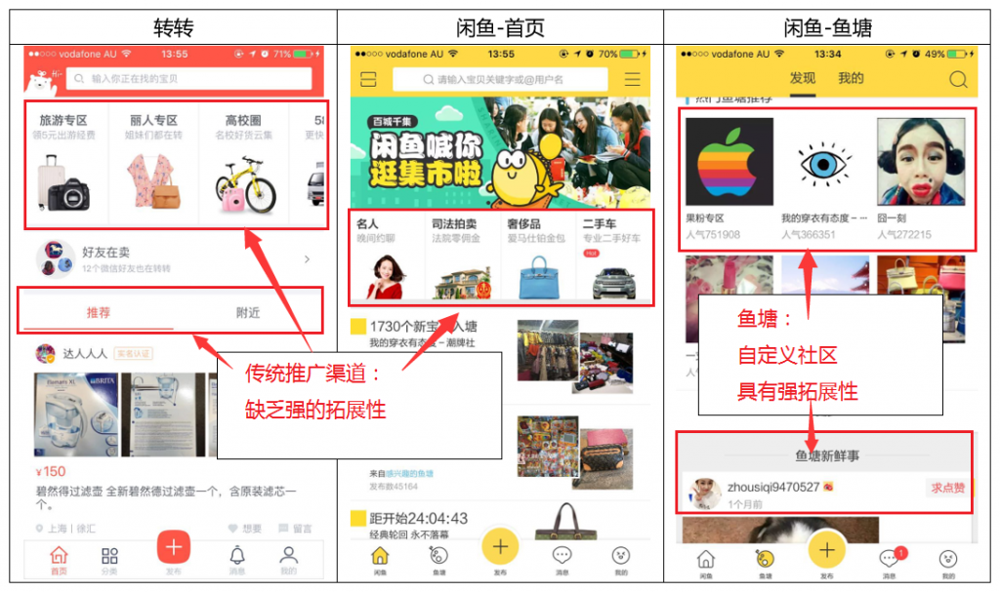 转转
闲鱼-首页
闲鱼-鱼塘
vodafone AU
13:55
71%
Hi~
输入你正在找的宝贝
旅游专区
领5元出游经费
丽人专区
姐妹们都在转
高校圈
名校好货云集
58
更快
好友在卖
12个微信好友也在转转
推荐
附近
达人人人
实名认证
BRITA
¥150
碧然得过滤壶 全新碧然德过滤壶一个，含原装滤芯一
个。
上海 | 徐汇
想要
留言
首页
分类
发布
消息
我的
vodafone AU
13:55
70%
请输入宝贝关键字或@用户名
百城千集
闲鱼喊你
逛集市啦
名人
晚间约聊
司法拍卖
法院零佣金
奢侈品
爱马仕铂金包
二手车
专业二手好车
Hot
1730个新宝
入塘
我的穿衣有态度－潮牌社
来自感兴趣的鱼塘
发布数45164
距开始24:04:43
经典轮回 永不落幕
闲鱼
鱼塘
发布
消息
我的
传统推广渠道：
缺乏强的拓展性
vodafone AU
13:34
49%
发现
我的
热门鱼塘推荐
果粉专区
人气751908
我的穿衣有态度－…
人气366351
囧一刻
人气272215
鱼塘：
自定义社区
具有强拓展性
鱼塘新鲜事
zhousiqi9470527
1个月前
求点赞
闲鱼
鱼塘
发布
1
消息
我的